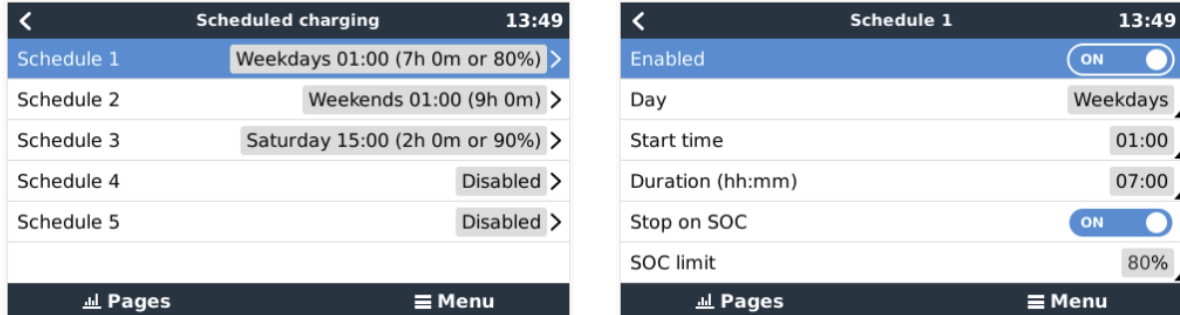 Scheduled charging 13:49
Schedule 1 Weekdays 01:00 (7h 0m or 80%)
Schedule 2 Weekends 01:00 (9h 0m)
Schedule 3 Saturday 15:00 (2h 0m or 90%)
Schedule 4 Disabled
Schedule 5 Disabled
Pages Menu
Schedule 1 13:49
Enabled ON
Day Weekdays
Start time 01:00
Duration (hh:mm) 07:00
Stop on SOC ON
SOC limit 80%
Pages Menu